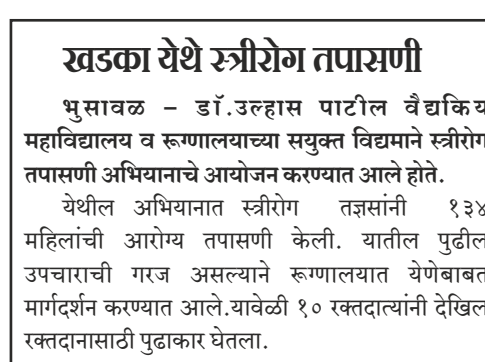 खडका येथे स्त्रीरोग तपासणी
भुसावळ – डॉ.उल्हास पाटील वैद्यकिय
महाविद्यालय व रूग्णालयाच्या सयुक्त विद्यमाने स्त्रीरोग
तपासणी अभियानाचे आयोजन करण्यात आले होते.
येथील अभियानात स्त्रीरोग तज्ञसांनी १३४
महिलांची आरोग्य तपासणी केली. यातील पुढील
उपचाराची गरज असल्याने रूग्णालयात येणेबाबत
मार्गदर्शन करण्यात आले.यावेळी १० रक्तदात्यांनी देखिल
रक्तदानासाठी पुढाकार घेतला.